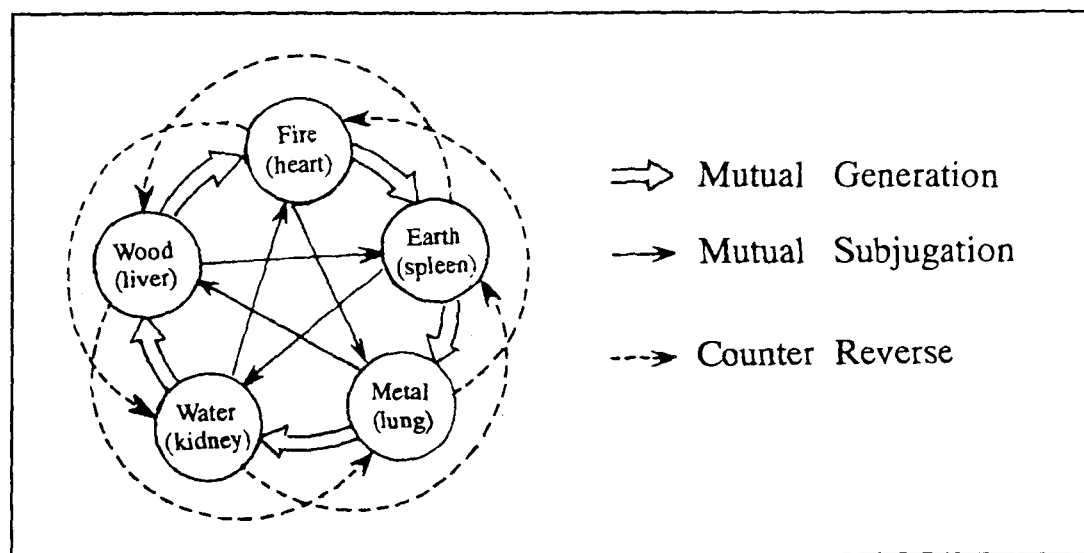 Fire
(heart)
Earth
(spleen)
Metal
(lung)
Water
(kidney)
Wood
(liver)
Mutual Generation
Mutual Subjugation
Counter Reverse